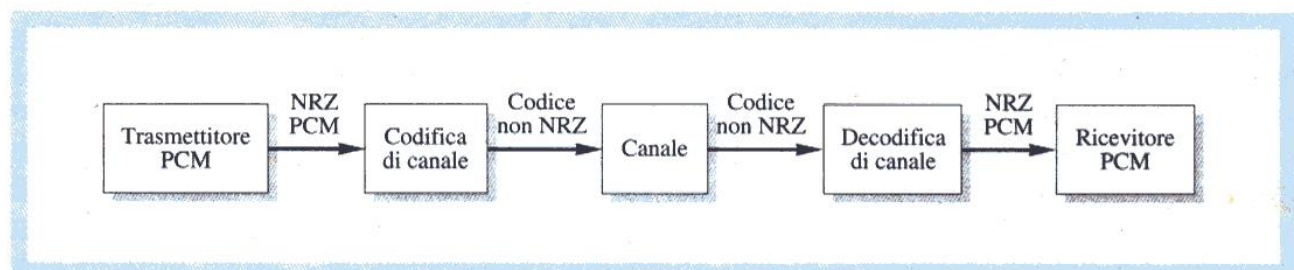 Trasmettitore
PCM
NRZ
PCM
Codifica
di canale
Codice
non NRZ
Canale
Codice
non NRZ
Decodifica
di canale
NRZ
PCM
Ricevitore
PCM